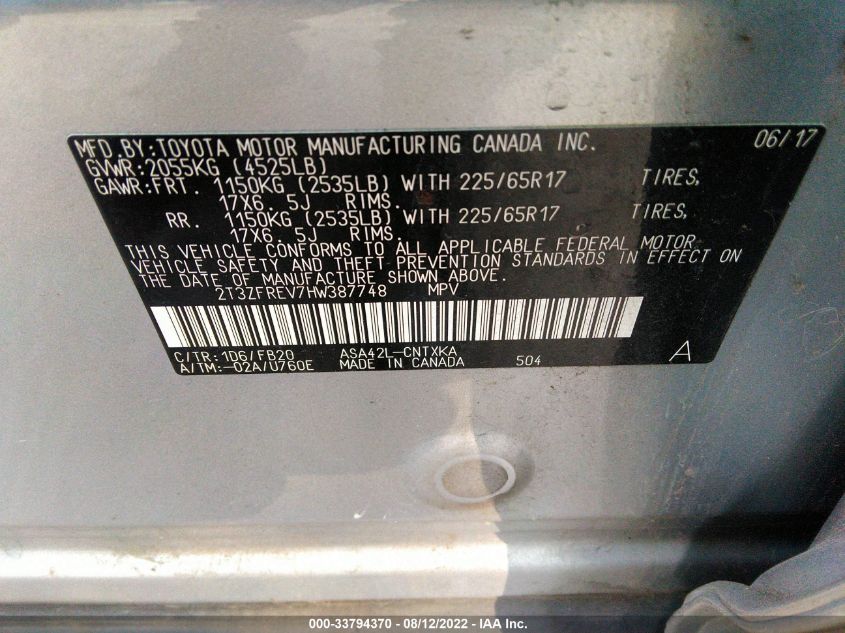 MFD. BY: TOYOTA MOTOR MANUFACTURING CANADA INC. 06/17
GVWR: 2055KG (4525LB)
GAWR: FRT. 1150KG (2535LB) WITH 225/65R17 TIRES,
17X6. 5J RIMS.
RR. 1150KG (2535LB) WITH 225/65R17 TIRES,
17X6. 5J RIMS.
THIS VEHICLE CONFORMS TO ALL APPLICABLE FEDERAL MOTOR
VEHICLE SAFETY AND THEFT PREVENTION STANDARDS IN EFFECT ON
THE DATE OF MANUFACTURE SHOWN ABOVE.
2T3ZFREV7HW387748 MPV
C/TR: 1D6/FB20 ASA42L-CNTXKA 504 A
A/TM: -02A/U760E MADE IN CANADA
000-33794370 - 08/12/2022 - IAA Inc.